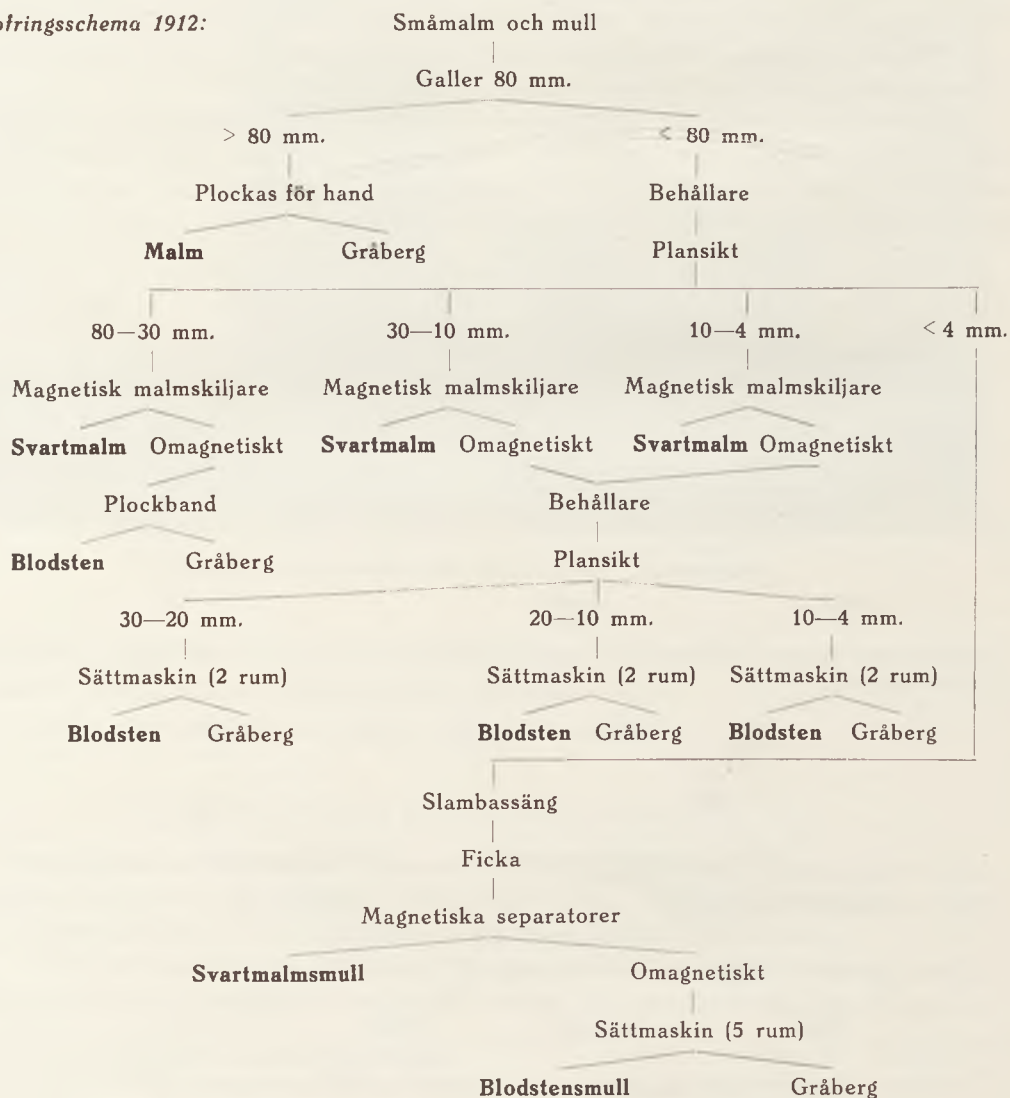 ofringsschema 1912:
Småmalm och mull
Galler 80 mm.
> 80 mm. < 80 mm.
Plockas för hand Behållare
Malm Gråberg Plansikt
80—30 mm. 30—10 mm. 10—4 mm. < 4 mm.
Magnetisk malmskiljare Magnetisk malmskiljare Magnetisk malmskiljare
Svartmalm Omagnetiskt Svartmalm Omagnetiskt Svartmalm Omagnetiskt
Plockband Behållare
Blodsten Gråberg Plansikt
30—20 mm. 20—10 mm. 10—4 mm.
Sättmaskin (2 rum) Sättmaskin (2 rum) Sättmaskin (2 rum)
Blodsten Gråberg Blodsten Gråberg Blodsten Gråberg
Slambassäng
Ficka
Magnetiska separatorer
Svartmalmsmull Omagnetiskt
Sättmaskin (5 rum)
Blodstensmull Gråberg